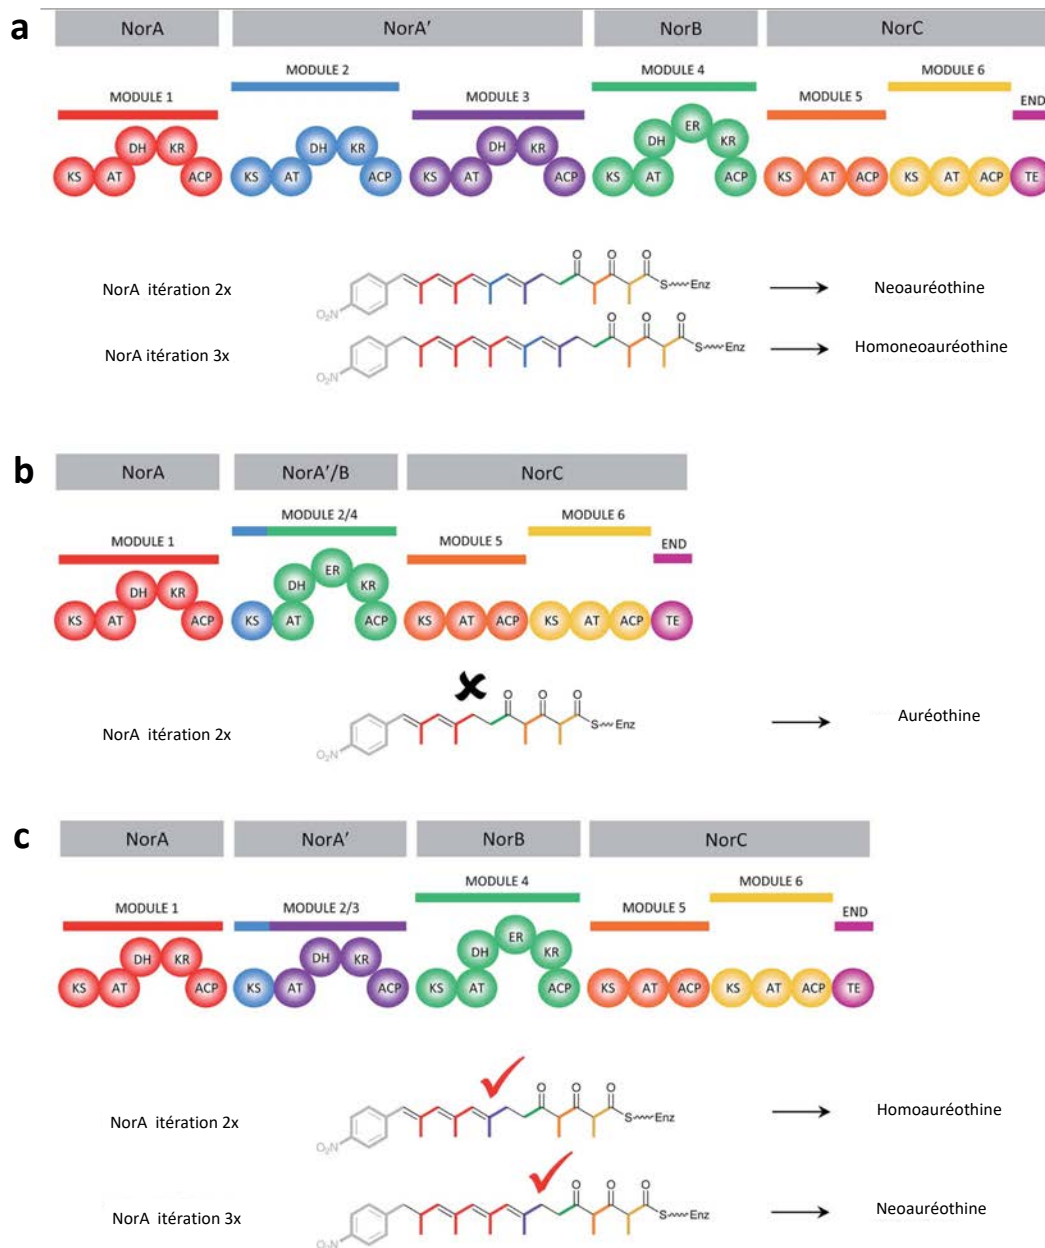 a
NorA NorA' NorB NorC
MODULE 2 MODULE 4 MODULE 6
MODULE 1 MODULE 3 MODULE 5 END
ER
DH KR DH KR DH KR DH KR
KS AT ACP KS AT ACP KS AT ACP KS AT ACP KS AT ACP KS AT ACP TE
O O O
NorA itération 2x O₂N S Enz Neoauréothine
O O O
NorA itération 3x O₂N S Enz Homoneoauréothine
b
NorA NorA'/B NorC
MODULE 2/4 MODULE 6
MODULE 1 MODULE 5 END
ER
DH KR DH KR
KS AT ACP KS AT ACP KS AT ACP KS AT ACP TE
O O O
NorA itération 2x O₂N S Enz Auréothine
c
NorA NorA' NorB NorC
MODULE 4 MODULE 6
MODULE 1 MODULE 2/3 MODULE 5 END
ER
DH KR DH KR DH KR
KS AT ACP KS AT ACP KS AT ACP KS AT ACP KS AT ACP TE
O O O
NorA itération 2x O₂N S Enz Homoauréothine
O O O
NorA itération 3x O₂N S Enz Neoauréothine